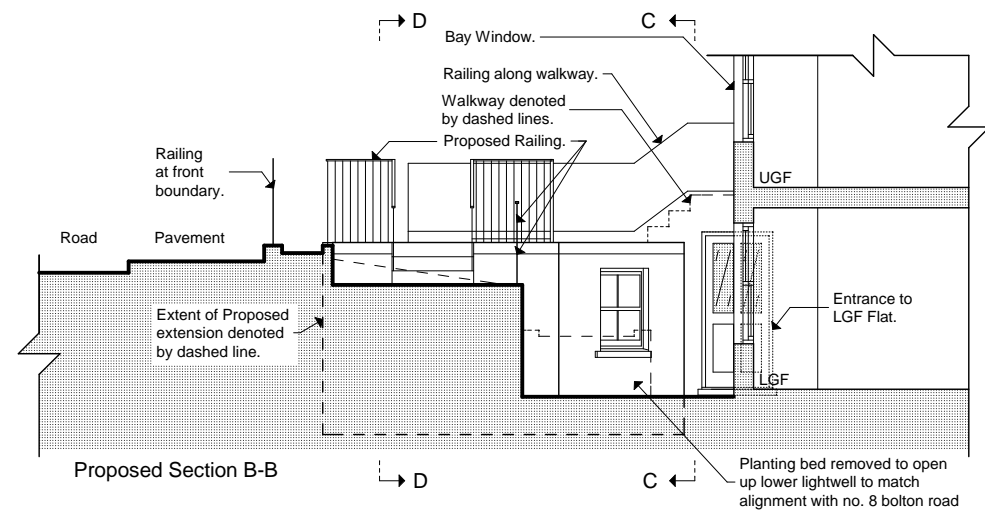 D
C
Bay Window.
Railing along walkway.
Walkway denoted
by dashed lines.
Proposed Railing.
Railing
at front
boundary.
UGF
Road
Pavement
Extent of Proposed
extension denoted
by dashed line.
Entrance to
LGF Flat.
LGF
Proposed Section B-B
D
C
Planting bed removed to open
up lower lightwell to match
alignment with no. 8 bolton road